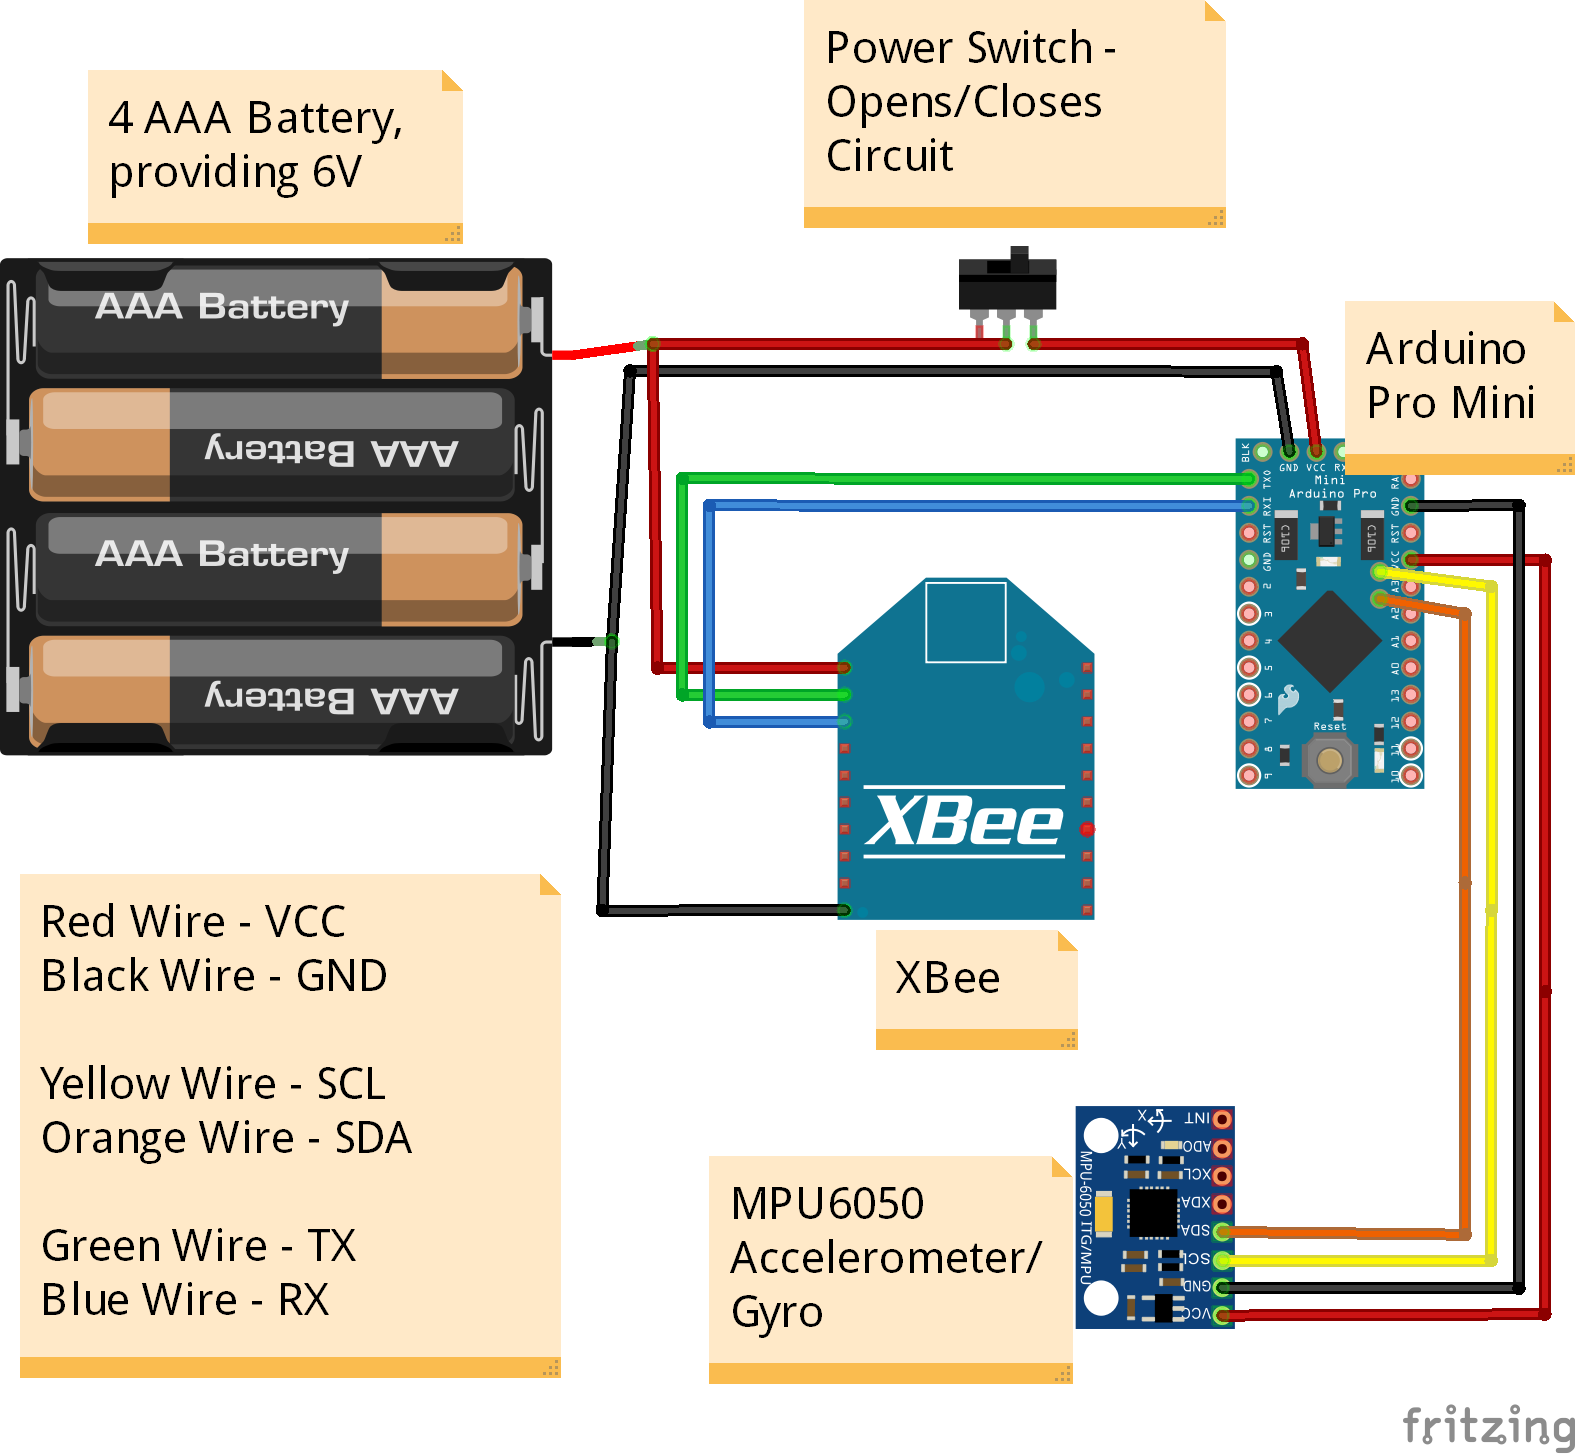 Power Switch -
Opens/Closes
Circuit
4 AAA Battery,
providing 6V
AAA Battery
AAA Battery
AAA Battery
AAA Battery
Arduino
Pro Mini
BLK
GND VCC
Mini
Arduino Pro
TXO
RXI
RST
GND
2
3
4
5
6
7
8
9
GND
RST
VCC
A3
A2
A1
A0
13
12
11
10
C106
C106
Reset
XBee
XBee
Red Wire - VCC
Black Wire - GND
Yellow Wire - SCL
Orange Wire - SDA
Green Wire - TX
Blue Wire - RX
MPU6050
Accelerometer/
Gyro
X
Y
MPU-6050 ITG/MPU
INT
ADO
XCL
XDA
SDA
SCL
GND
VCC
fritzing